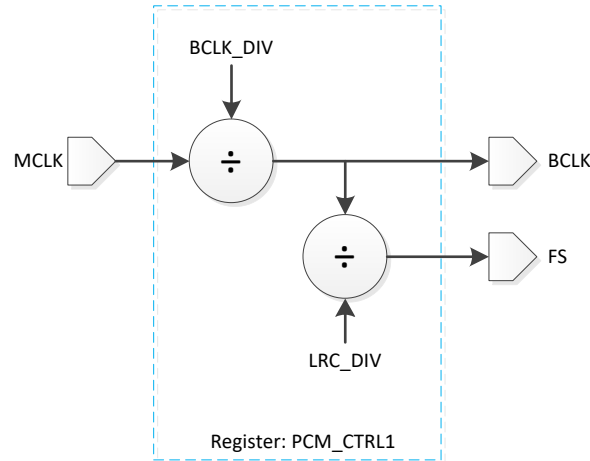 BCLK_DIV
MCLK
÷
BCLK
÷
FS
LRC_DIV
Register: PCM_CTRL1